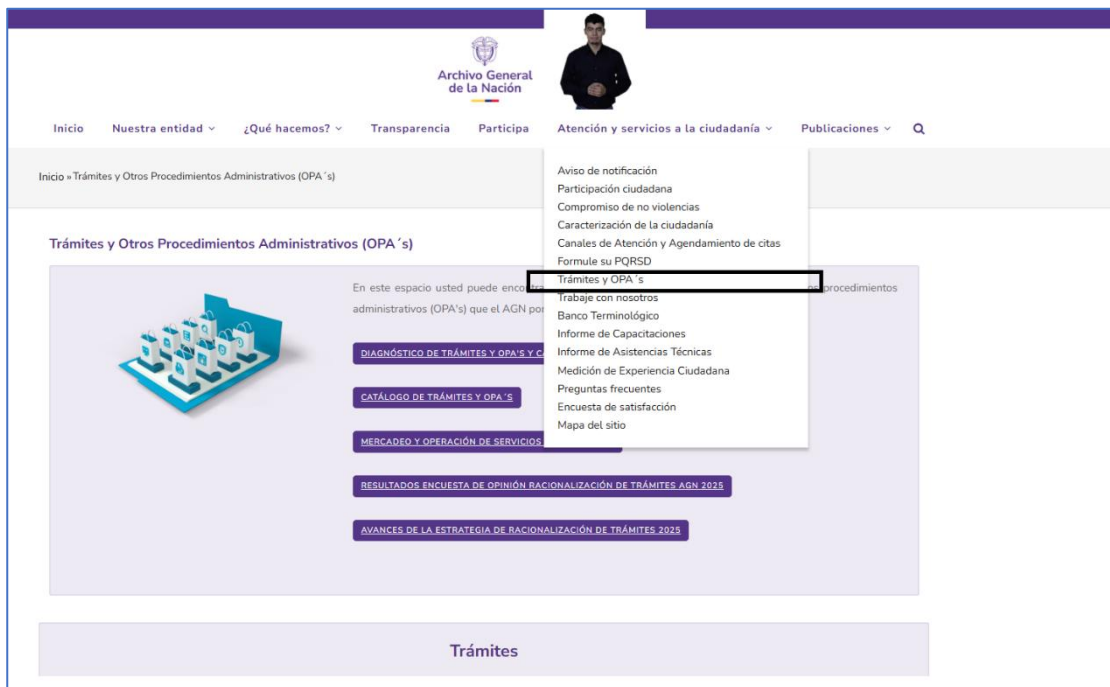 Archivo General
de la Nación
Inicio
Nuestra entidad
¿Qué hacemos?
Transparencia
Participa
Atención y servicios a la ciudadanía
Publicaciones
Inicio » Trámites y Otros Procedimientos Administrativos (OPA´s)
Aviso de notificación
Participación ciudadana
Compromiso de no violencias
Caracterización de la ciudadanía
Canales de Atención y Agendamiento de citas
Formule su PQRSD
Trámites y OPA´s
Trabaje con nosotros
Banco Terminológico
Informe de Capacitaciones
Informe de Asistencias Técnicas
Medición de Experiencia Ciudadana
Preguntas frecuentes
Encuesta de satisfacción
Mapa del sitio
Trámites y Otros Procedimientos Administrativos (OPA´s)
En este espacio usted puede procedimientos
administrativos (OPA's) que el AGN
DIAGNÓSTICO DE TRÁMITES Y OPA'S Y
CATÁLOGO DE TRÁMITES Y OPA´S
MERCADEO Y OPERACIÓN DE SERVICIOS
RESULTADOS ENCUESTA DE OPINIÓN RACIONALIZACIÓN DE TRÁMITES AGN 2025
AVANCES DE LA ESTRATEGIA DE RACIONALIZACIÓN DE TRÁMITES 2025
Trámites